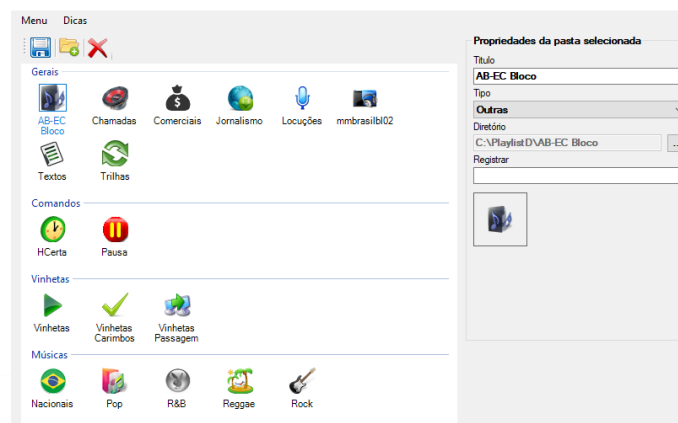 Menu Dicas
Gerais
AB-EC Bloco
Chamadas
Comerciais
Jornalismo
Locuções
mmbrasilbl02
Textos
Trilhas
Comandos
HCerta
Pausa
Vinhetas
Vinhetas
Vinhetas Carimbos
Vinhetas Passagem
Músicas
Nacionais
Pop
R&B
Reggae
Rock
Propriedades da pasta selecionada
Titulo
AB-EC Bloco
Tipo
Outras
Diretório
C:\PlaylistD\AB-EC Bloco
...
Registrar